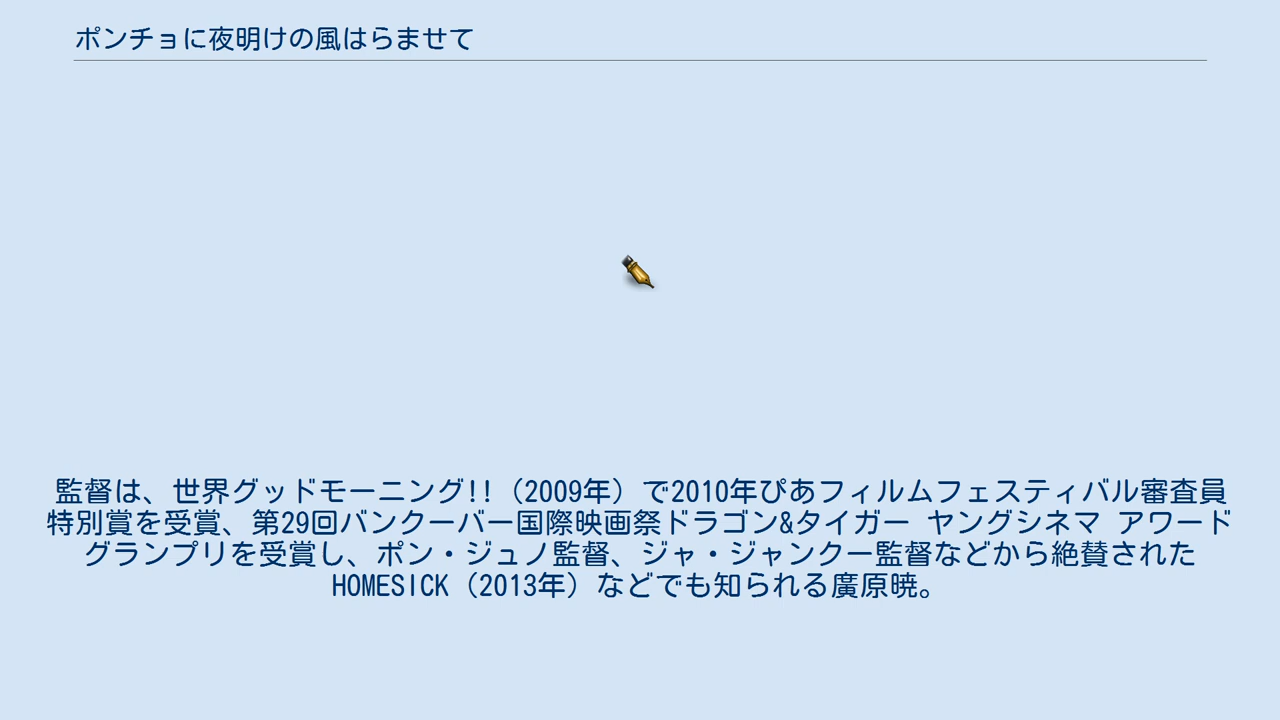 ポンチョに夜明けの風はらませて
監督は、世界グッドモーニング!!（2009年）で2010年ぴあフィルムフェスティバル審査員
特別賞を受賞、第29回バンクーバー国際映画祭ドラゴン&タイガー ヤングシネマ アワード
グランプリを受賞し、ポン・ジュノ監督、ジャ・ジャンクー監督などから絶賛された
HOMESICK（2013年）などでも知られる廣原暁。